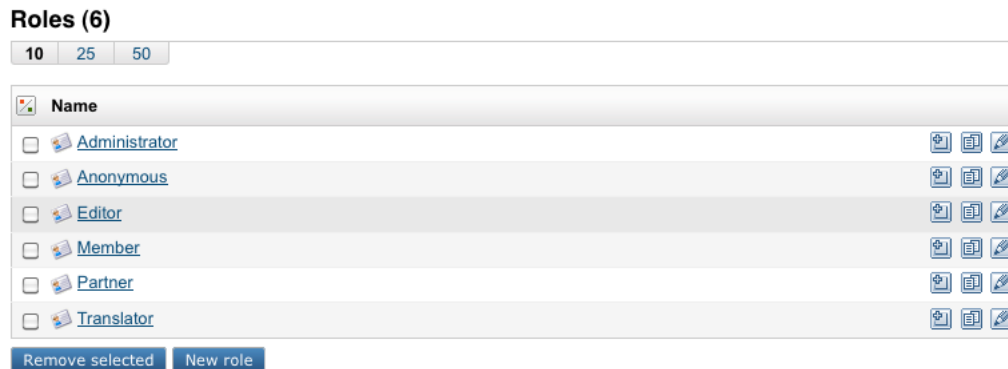 Roles (6)
10 25 50
Name
Administrator
Anonymous
Editor
Member
Partner
Translator
Remove selected New role